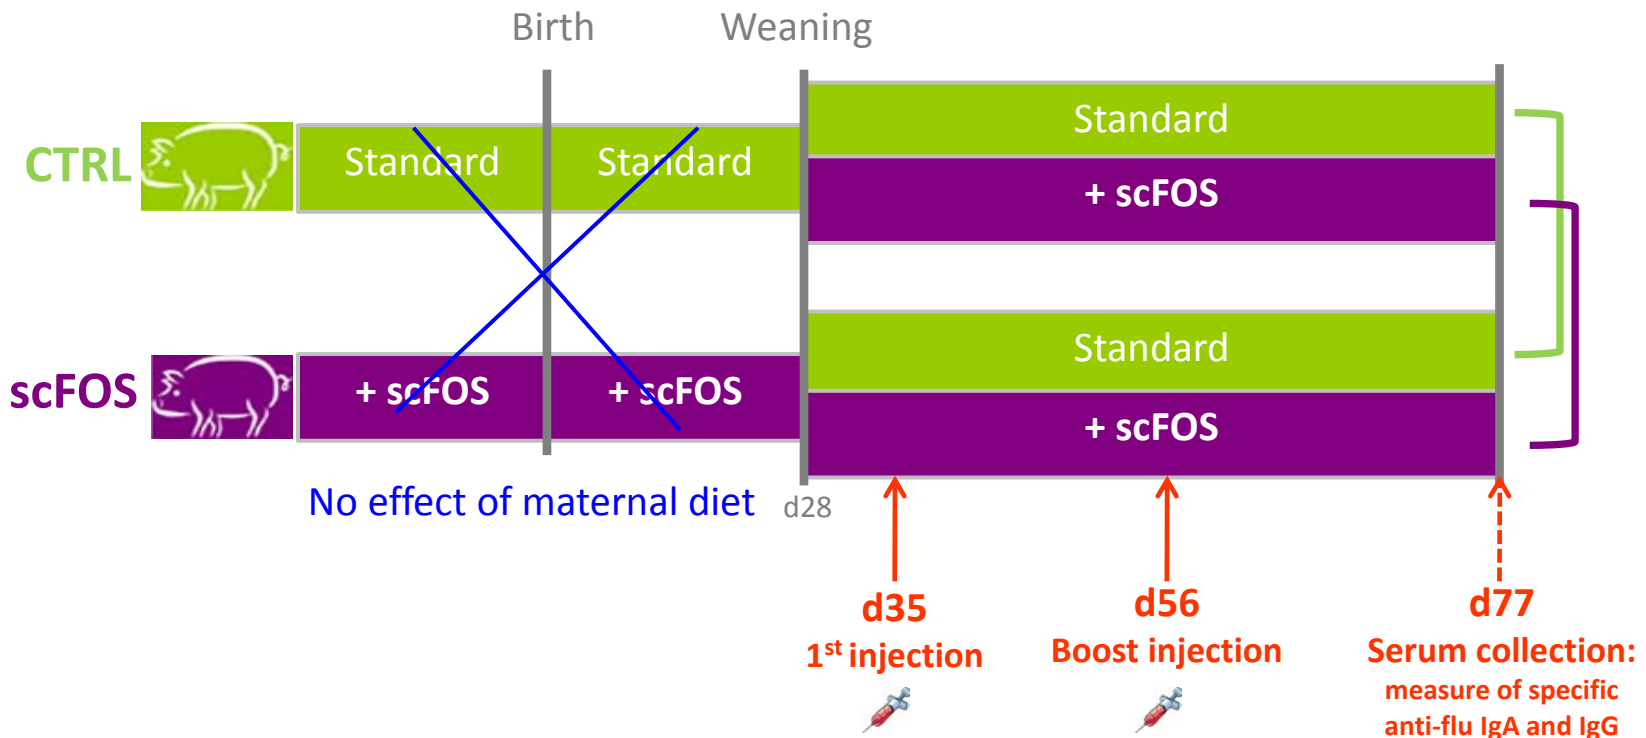 Birth
Weaning
CTRL
Standard
Standard
Standard
+ scFOS
scFOS
+ scFOS
+ scFOS
Standard
+ scFOS
No effect of maternal diet
d28
d35
1st injection
d56
Boost injection
d77
Serum collection:
measure of specific
anti-flu IgA and IgG